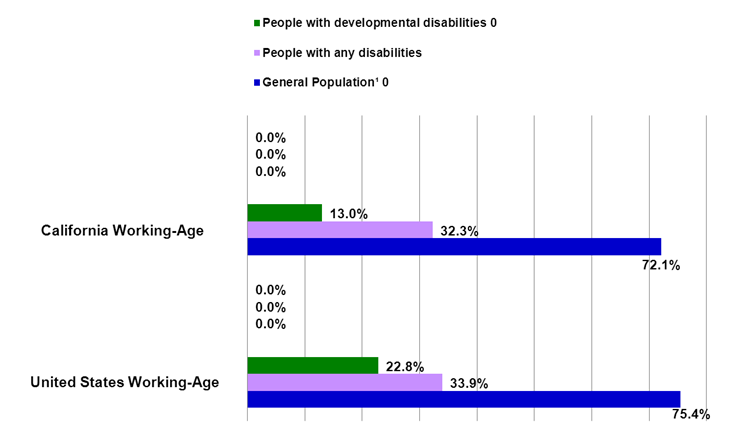 People with developmental disabilities 0
People with any disabilities
General Population¹ 0
0.0%
0.0%
0.0%
13.0%
California Working-Age
32.3%
72.1%
0.0%
0.0%
0.0%
22.8%
United States Working-Age
33.9%
75.4%